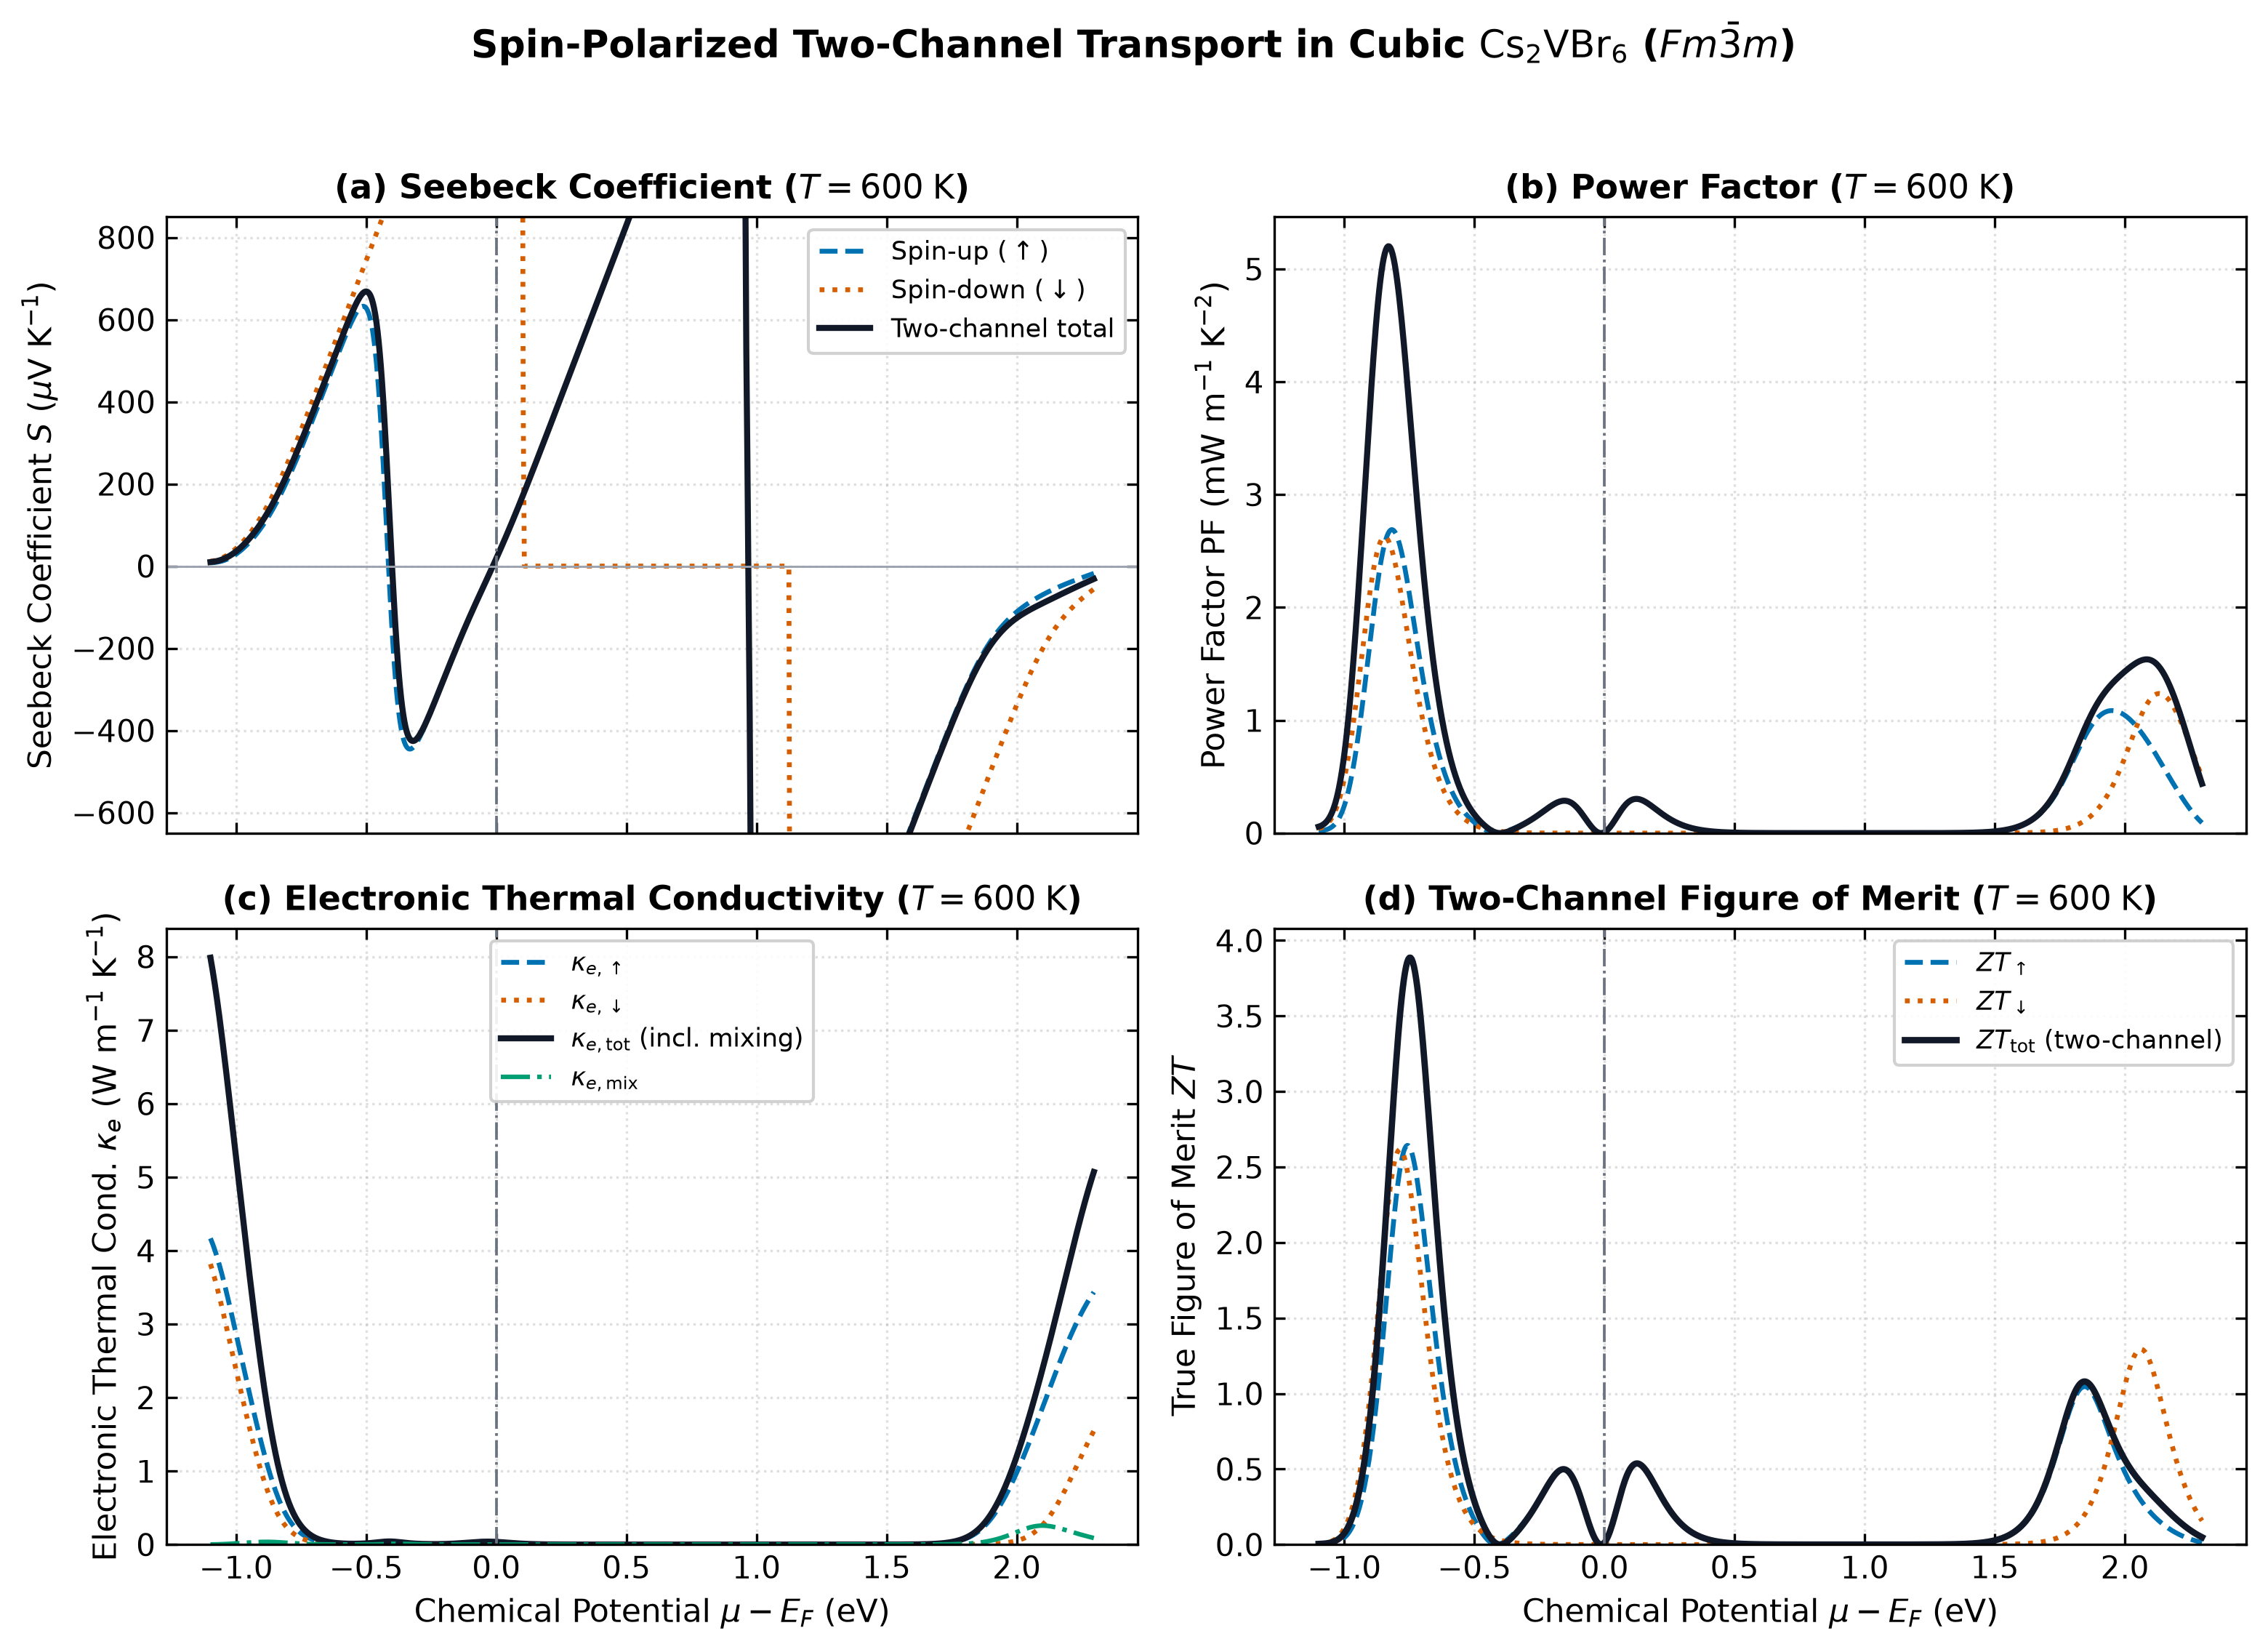 Spin-Polarized Two-Channel Transport in Cubic Cs₂VBr₆ (Fm3̄m)
(a) Seebeck Coefficient (T = 600 K)
Seebeck Coefficient S (μV K⁻¹)
800
600
400
200
0
−200
−400
−600
Spin-up (↑)
Spin-down (↓)
Two-channel total
(b) Power Factor (T = 600 K)
Power Factor PF (mW m⁻¹ K⁻²)
5
4
3
2
1
0
(c) Electronic Thermal Conductivity (T = 600 K)
Electronic Thermal Cond. κₑ (W m⁻¹ K⁻¹)
8
7
6
5
4
3
2
1
0
κe, ↑
κe, ↓
κe, tot (incl. mixing)
κe, mix
−1.0 −0.5 0.0 0.5 1.0 1.5 2.0
Chemical Potential μ − E_F (eV)
(d) Two-Channel Figure of Merit (T = 600 K)
True Figure of Merit ZT
4.0
3.5
3.0
2.5
2.0
1.5
1.0
0.5
0.0
ZT↑
ZT↓
ZTtot (two-channel)
−1.0 −0.5 0.0 0.5 1.0 1.5 2.0
Chemical Potential μ − E_F (eV)